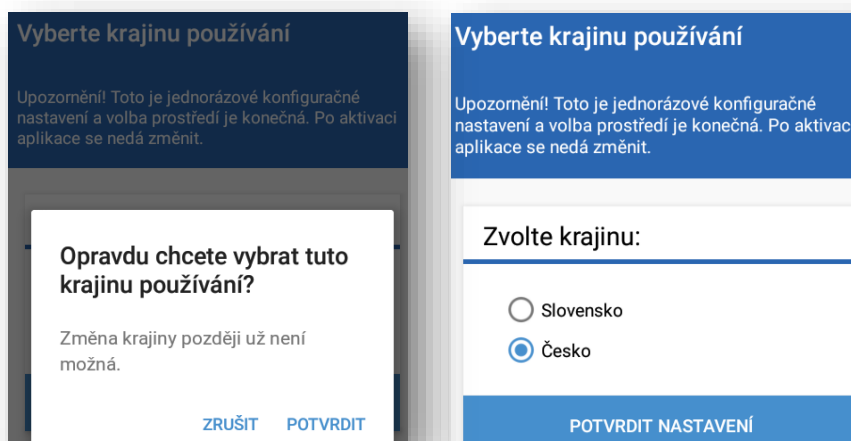 Vyberte krajinu používání
Upozornění! Toto je jednorázové konfiguračné
nastavení a volba prostředí je konečná. Po aktivaci
aplikace se nedá změnit.
Opravdu chcete vybrat tuto
krajinu používání?
Změna krajiny později už není
možná.
ZRUŠIT POTVRDIT
Vyberte krajinu používání
Upozornění! Toto je jednorázové konfiguračné
nastavení a volba prostředí je konečná. Po aktivac
aplikace se nedá změnit.
Zvolte krajinu:
Slovensko
Česko
POTVRDIT NASTAVENÍ